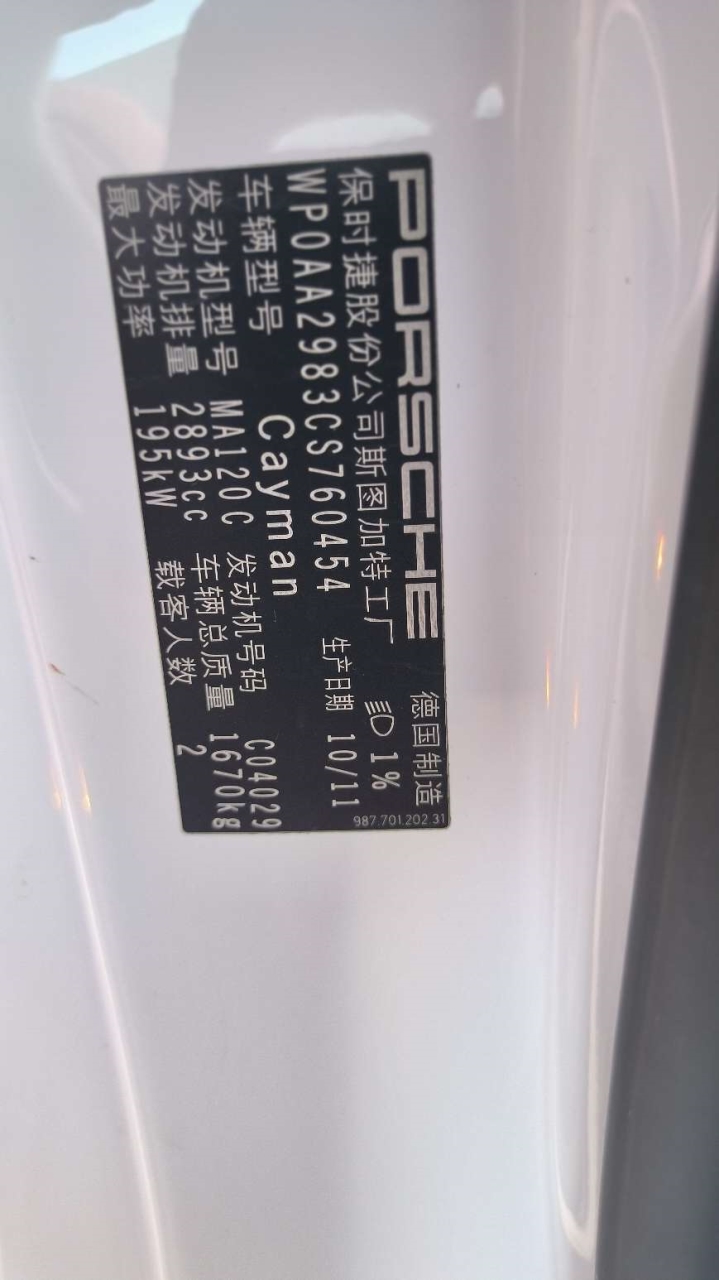 PORSCHE 德国制造
保时捷股份公司斯图加特工厂 1%
WP0AA2983CS760454 生产日期 10/11
车辆型号 Cayman
发动机型号 MA120C 发动机号码 C04029
发动机排量 2893cc 车辆总质量 1670kg
最大功率 195kW 载客人数 2
987.701.202.31